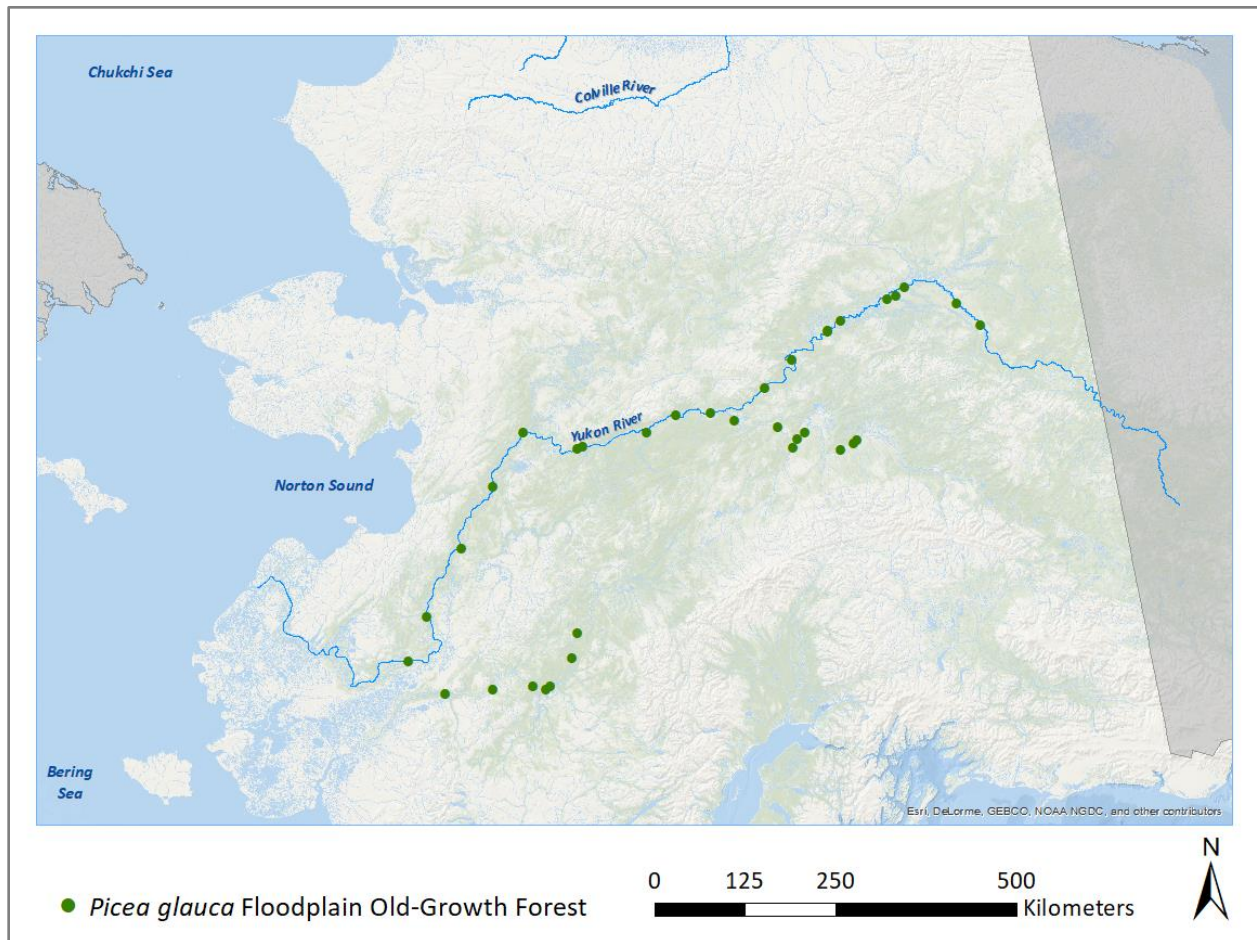 Chukchi Sea
Colville River
Yukon River
Norton Sound
Bering
Sea
Esri, DeLorme, GEBCO, NOAA NGDC, and other contributors
N
0 125 250 500
Picea glauca Floodplain Old-Growth Forest
Kilometers